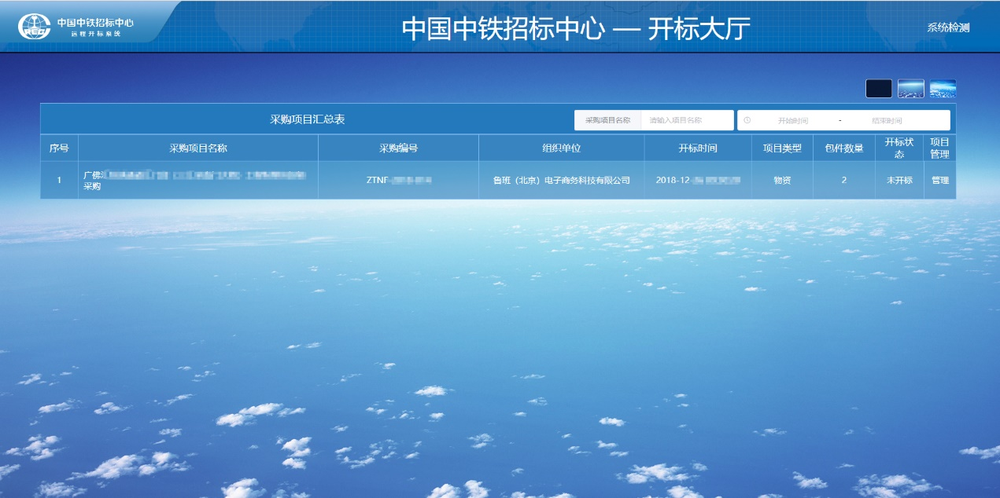 中国中铁招标中心
远程开标系统
中国中铁招标中心 — 开标大厅
系统检测
采购项目汇总表
采购项目名称 请输入项目名称 开始时间 - 结束时间
序号 采购项目名称 采购编号 组织单位 开标时间 项目类型 包件数量 开标状态 项目管理
1 广佛 采购 ZTNF- 鲁班（北京）电子商务科技有限公司 2018-12- 物资 2 未开标 管理